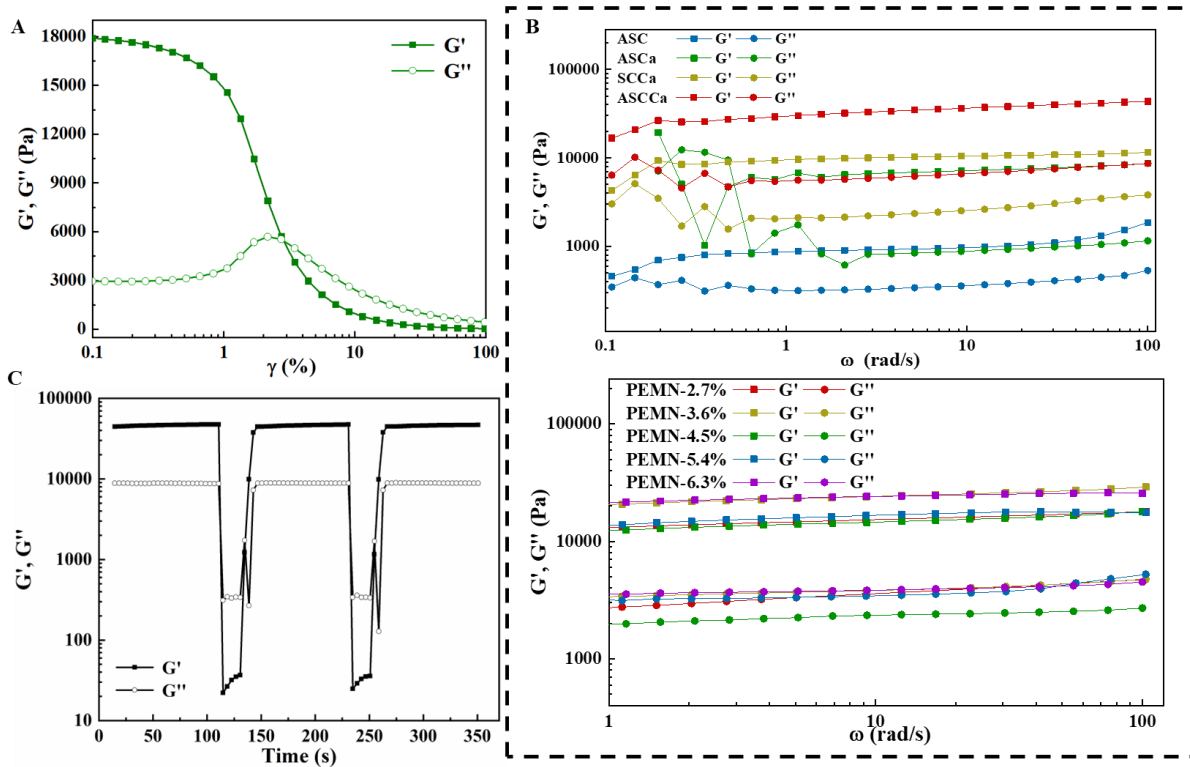 A
18000
15000
12000
9000
6000
3000
0
G', G'' (Pa)
0.1 1 10 100
γ (%)
G'
G''
B
ASC G' G''
ASCa G' G''
SCCa G' G''
ASCCa G' G''
100000
10000
1000
G', G'' (Pa)
0.1 1 10 100
ω (rad/s)
C
100000
10000
1000
100
10
G', G''
0 50 100 150 200 250 300 350
Time (s)
G'
G''
PEMN-2.7% G' G''
PEMN-3.6% G' G''
PEMN-4.5% G' G''
PEMN-5.4% G' G''
PEMN-6.3% G' G''
100000
10000
1000
G', G'' (Pa)
1 10 100
ω (rad/s)